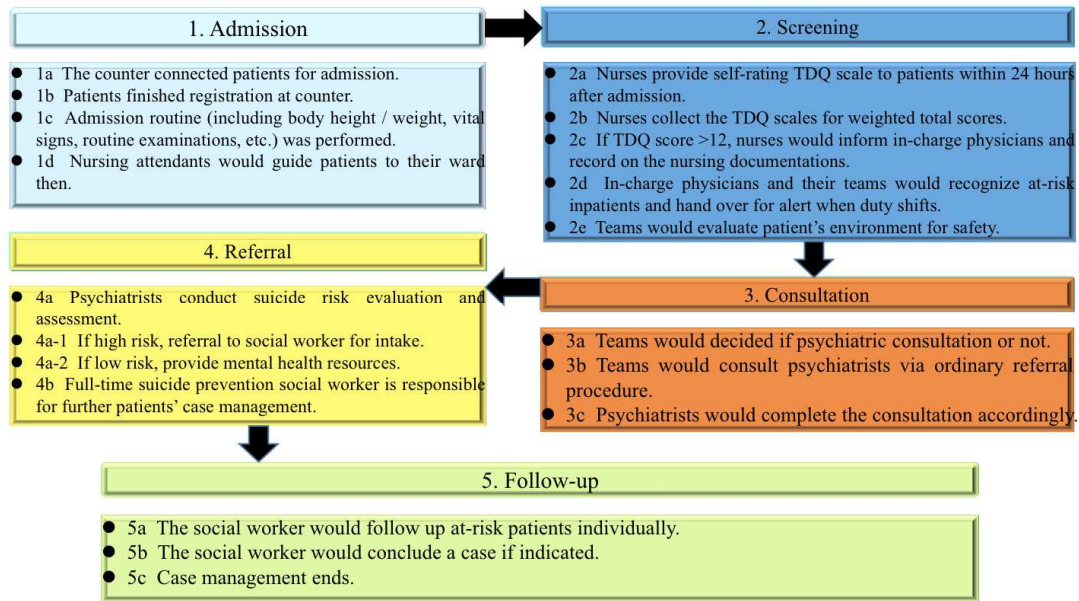 1. Admission
● 1a The counter connected patients for admission.
● 1b Patients finished registration at counter.
● 1c Admission routine (including body height / weight, vital
signs, routine examinations, etc.) was performed.
● 1d Nursing attendants would guide patients to their ward
then.
2. Screening
● 2a Nurses provide self-rating TDQ scale to patients within 24 hours
after admission.
● 2b Nurses collect the TDQ scales for weighted total scores.
● 2c If TDQ score >12, nurses would inform in-charge physicians and
record on the nursing documentations.
● 2d In-charge physicians and their teams would recognize at-risk
inpatients and hand over for alert when duty shifts.
● 2e Teams would evaluate patient’s environment for safety.
3. Consultation
● 3a Teams would decided if psychiatric consultation or not.
● 3b Teams would consult psychiatrists via ordinary referral
procedure.
● 3c Psychiatrists would complete the consultation accordingly.
4. Referral
● 4a Psychiatrists conduct suicide risk evaluation and
assessment.
● 4a-1 If high risk, referral to social worker for intake.
● 4a-2 If low risk, provide mental health resources.
● 4b Full-time suicide prevention social worker is responsible
for further patients’ case management.
5. Follow-up
● 5a The social worker would follow up at-risk patients individually.
● 5b The social worker would conclude a case if indicated.
● 5c Case management ends.